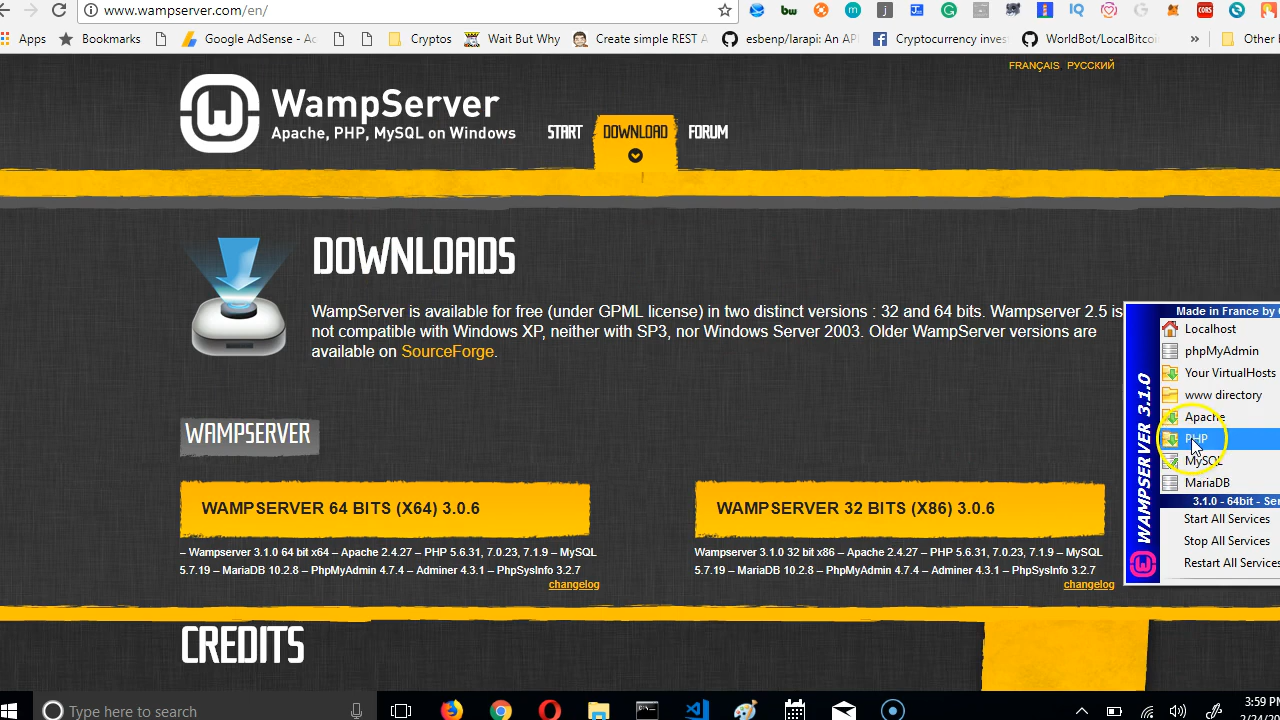 www.wampserver.com/en/
Apps
Bookmarks
Google AdSense - Ac
Cryptos
Wait But Why
Create simple REST A
esbenp/larapi: An API
Cryptocurrency inves
WorldBot/LocalBitcoi
»
Other
FRANÇAIS РУССКИЙ
WampServer
Apache, PHP, MySQL on Windows
START
DOWNLOAD
FORUM
DOWNLOADS
WampServer is available for free (under GPML license) in two distinct versions : 32 and 64 bits. Wampserver 2.5 is
not compatible with Windows XP, neither with SP3, nor Windows Server 2003. Older WampServer versions are
available on SourceForge.
WAMPSERVER
WAMPSERVER 64 BITS (X64) 3.0.6
– Wampserver 3.1.0 64 bit x64 – Apache 2.4.27 – PHP 5.6.31, 7.0.23, 7.1.9 – MySQL
5.7.19 – MariaDB 10.2.8 – PhpMyAdmin 4.7.4 – Adminer 4.3.1 – PhpSysInfo 3.2.7
changelog
WAMPSERVER 32 BITS (X86) 3.0.6
Wampserver 3.1.0 32 bit x86 – Apache 2.4.27 – PHP 5.6.31, 7.0.23, 7.1.9 – MySQL
5.7.19 – MariaDB 10.2.8 – PhpMyAdmin 4.7.4 – Adminer 4.3.1 – PhpSysInfo 3.2.7
changelog
CREDITS
WAMPSERVER 3.1.0
Made in France by
Localhost
phpMyAdmin
Your VirtualHosts
www directory
Apache
PHP
MySQL
MariaDB
3.1.0 - 64bit - Ser
Start All Services
Stop All Services
Restart All Services
Type here to search
3:59 PM